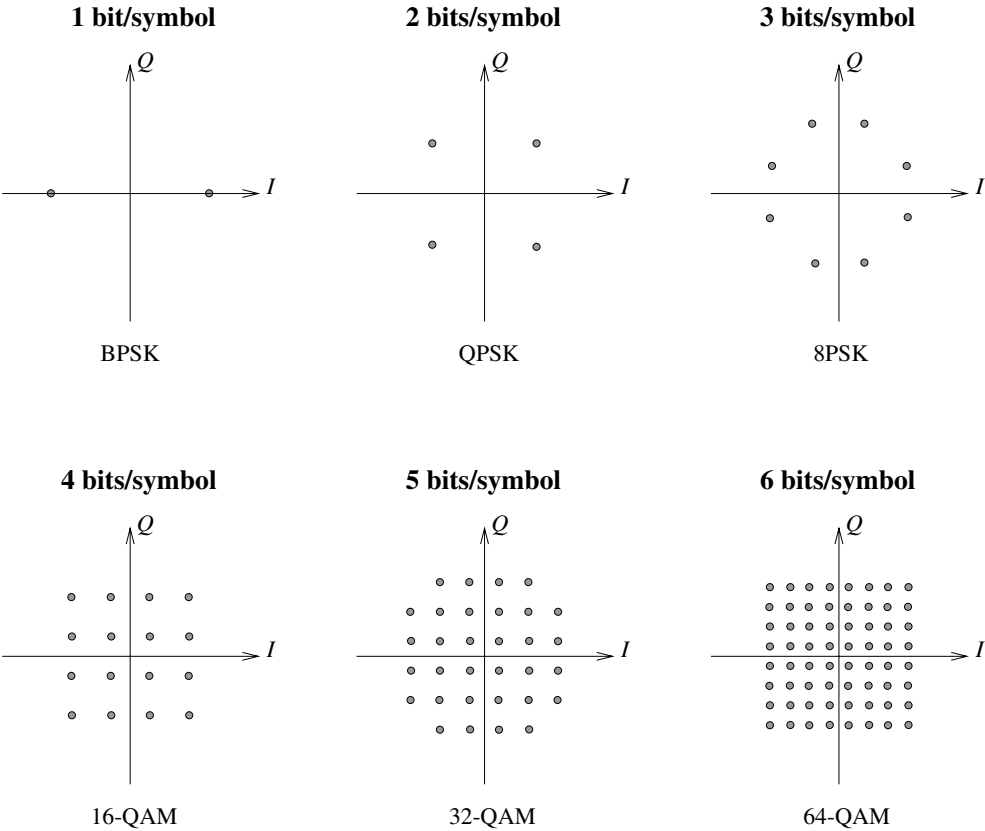 1 bit/symbol
2 bits/symbol
3 bits/symbol
Q
Q
Q
I
I
I
BPSK
QPSK
8PSK
4 bits/symbol
5 bits/symbol
6 bits/symbol
Q
Q
Q
I
I
I
16-QAM
32-QAM
64-QAM